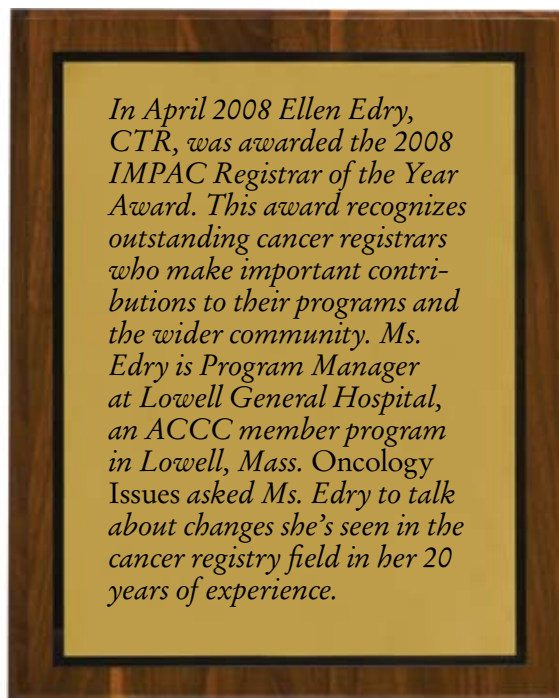 In April 2008 Ellen Edry,
CTR, was awarded the 2008
IMPAC Registrar of the Year
Award. This award recognizes
outstanding cancer registrars
who make important contri-
butions to their programs and
the wider community. Ms.
Edry is Program Manager
at Lowell General Hospital,
an ACCC member program
in Lowell, Mass. Oncology
Issues asked Ms. Edry to talk
about changes she's seen in the
cancer registry field in her 20
years of experience.